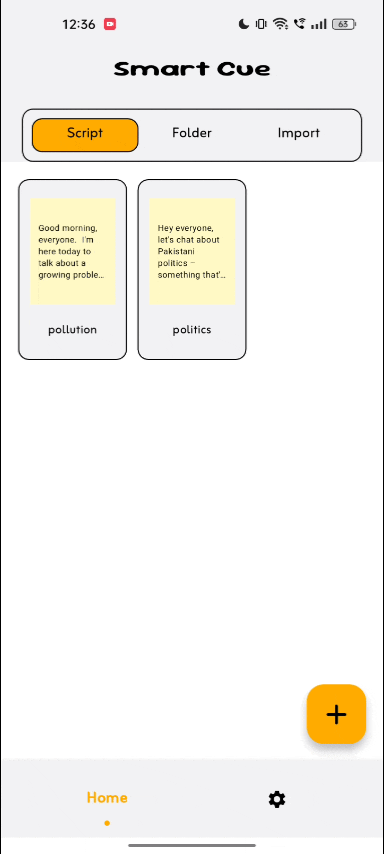 12:36
63
Smart Cue
Script Folder Import
Good morning,
everyone. I'm
here today to
talk about a
growing proble...
pollution
Hey everyone,
let's chat about
Pakistani
politics –
something that'...
politics
Home